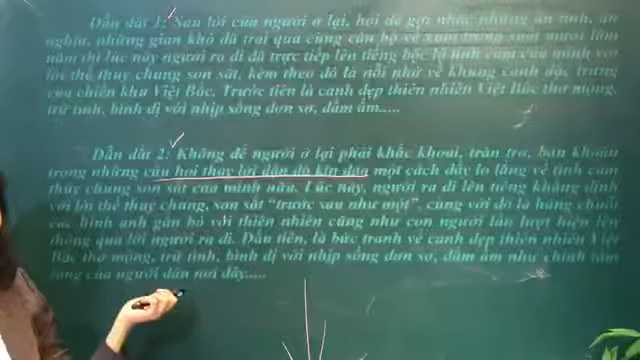 Dẫn dắt 1: Sau lời của người ở lại, hỏi để gợi nhắc những ân tình, ân
nghĩa, những gian khó đã trải qua cùng cán bộ về xuôi trong suốt mười lăm
năm thì lúc này người ra đi đã trực tiếp lên tiếng bộc lộ tình cảm của mình với
lời thề thuỷ chung son sắt, kèm theo đó là nỗi nhớ về khung cảnh đặc trưng
của chiến khu Việt Bắc. Trước tiên là cảnh đẹp thiên nhiên Việt Bắc thơ mộng,
trữ tình, bình dị với nhịp sống đơn sơ, đầm ấm.....
Dẫn dắt 2: Không để người ở lại phải khắc khoải, trăn trở, băn khoăn
trong những câu hỏi thay lời dặn dò kín đáo một cách đầy lo lắng về tình cảm
thuỷ chung son sắt của mình nữa. Lúc này, người ra đi lên tiếng khẳng định
với lời thề thuỷ chung, son sắt "trước sau như một", cùng với đó là hàng chuỗi
các hình ảnh gắn bó với thiên nhiên cũng như con người lần lượt hiện lên
thông qua lời người ra đi. Đầu tiên, là bức tranh về cảnh đẹp thiên nhiên Việt
Bắc thơ mộng, trữ tình, bình dị với nhịp sống đơn sơ, đầm ấm như chính tấm
lòng của người dân nơi đây.....